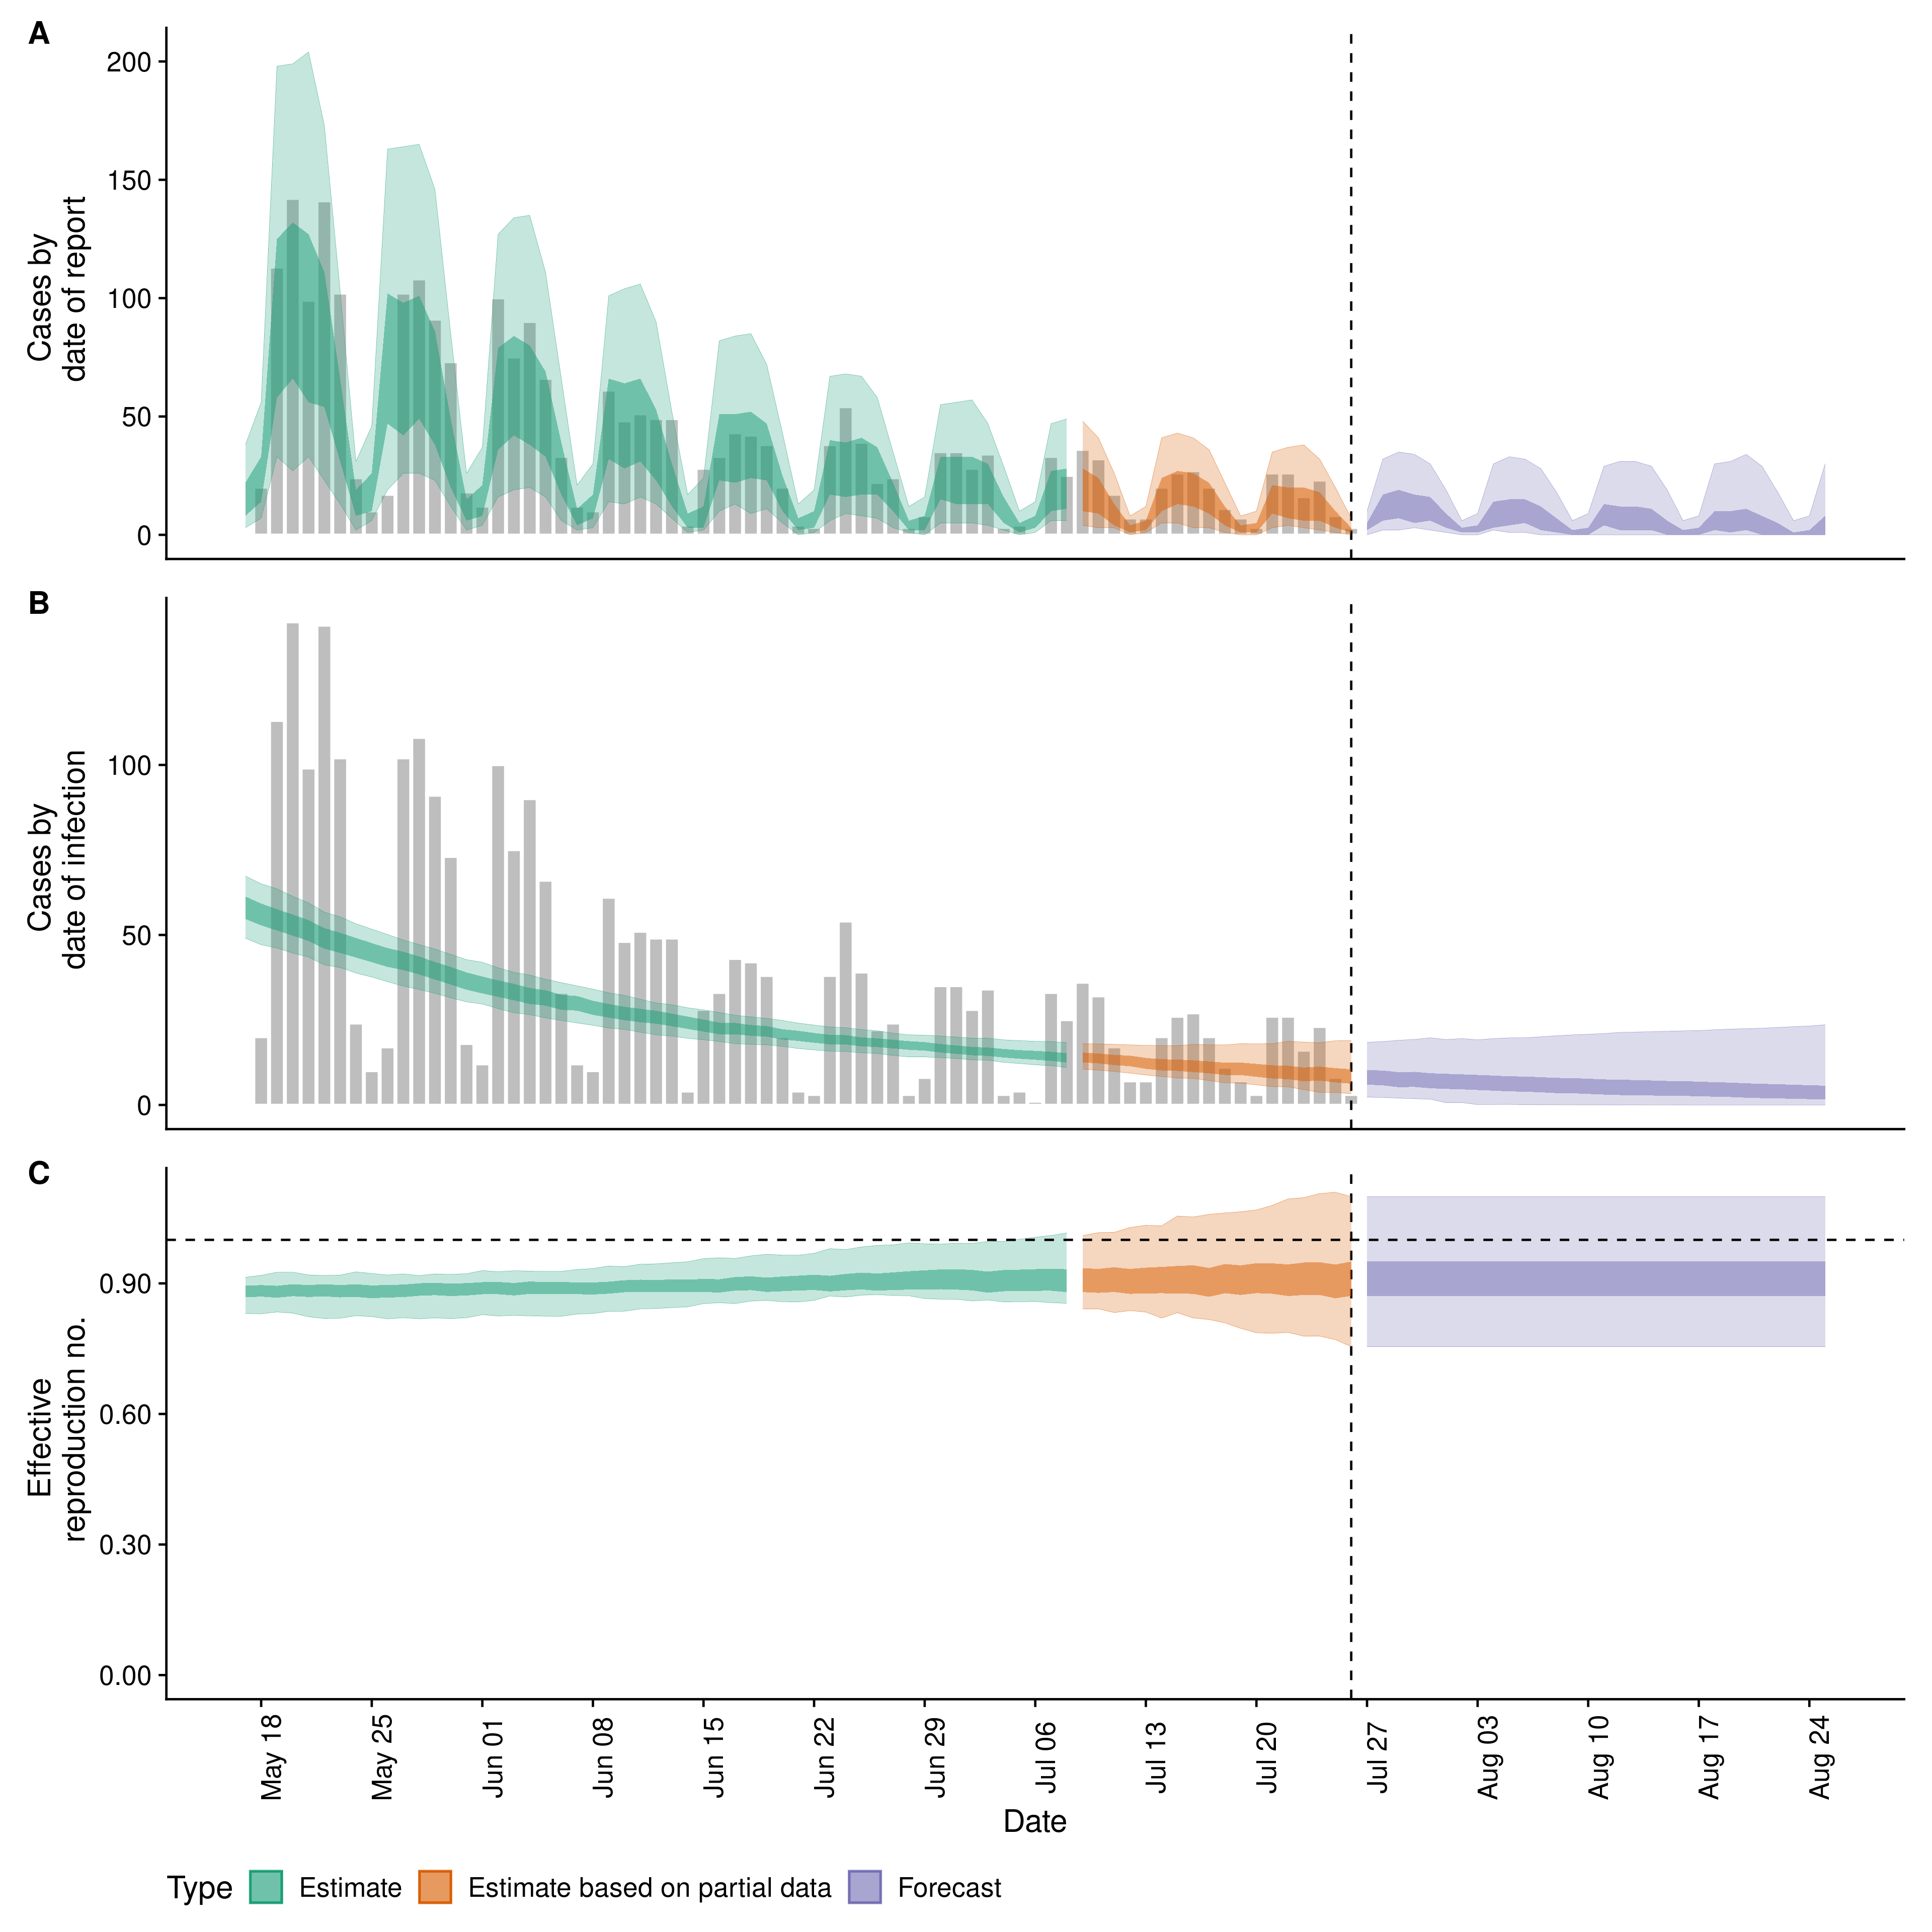 A
200
150
100
50
0
Cases by
date of report
B
100
50
0
Cases by
date of infection
C
0.90
0.60
0.30
0.00
Effective
reproduction no.
May 18
May 25
Jun 01
Jun 08
Jun 15
Jun 22
Jun 29
Jul 06
Jul 13
Jul 20
Jul 27
Aug 03
Aug 10
Aug 17
Aug 24
Date
Type Estimate Estimate based on partial data Forecast